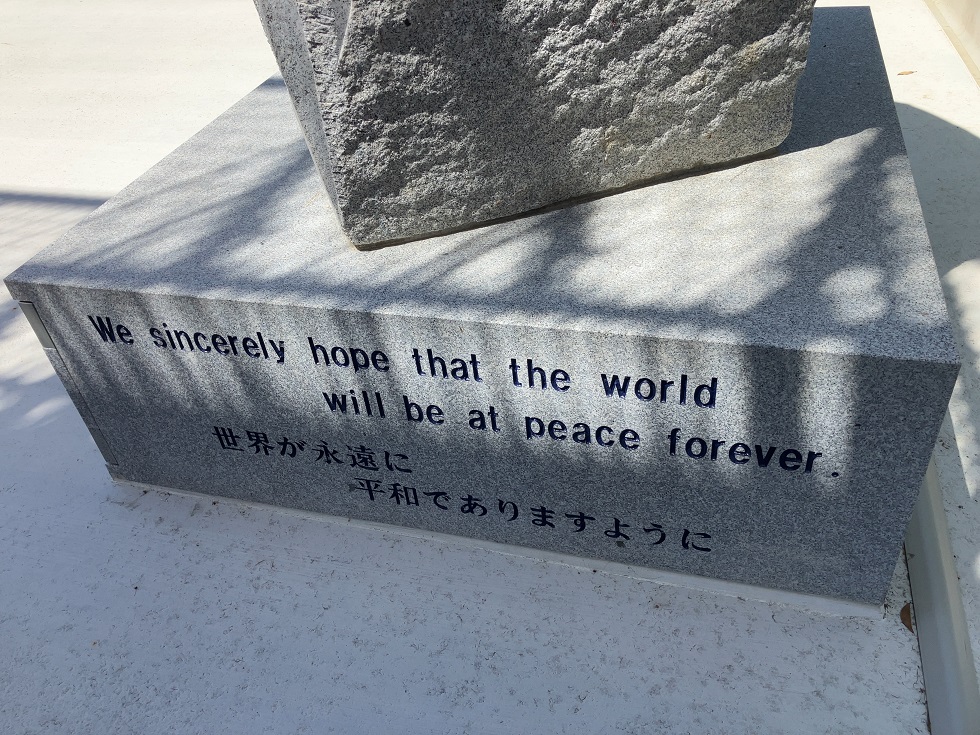 We sincerely hope that the world
will be at peace forever.
世界が永遠に
平和でありますように